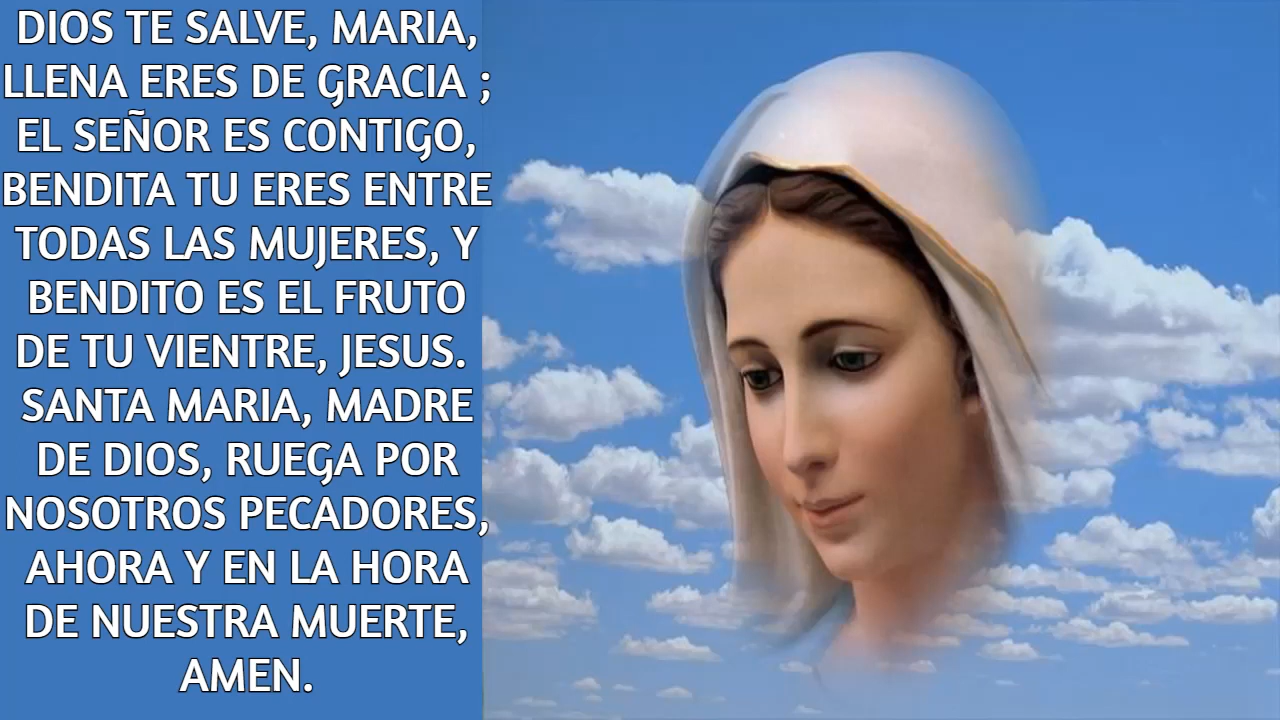 DIOS TE SALVE, MARIA,
LLENA ERES DE GRACIA ;
EL SEÑOR ES CONTIGO,
BENDITA TU ERES ENTRE
TODAS LAS MUJERES, Y
BENDITO ES EL FRUTO
DE TU VIENTRE, JESUS.
SANTA MARIA, MADRE
DE DIOS, RUEGA POR
NOSOTROS PECADORES,
AHORA Y EN LA HORA
DE NUESTRA MUERTE,
AMEN.